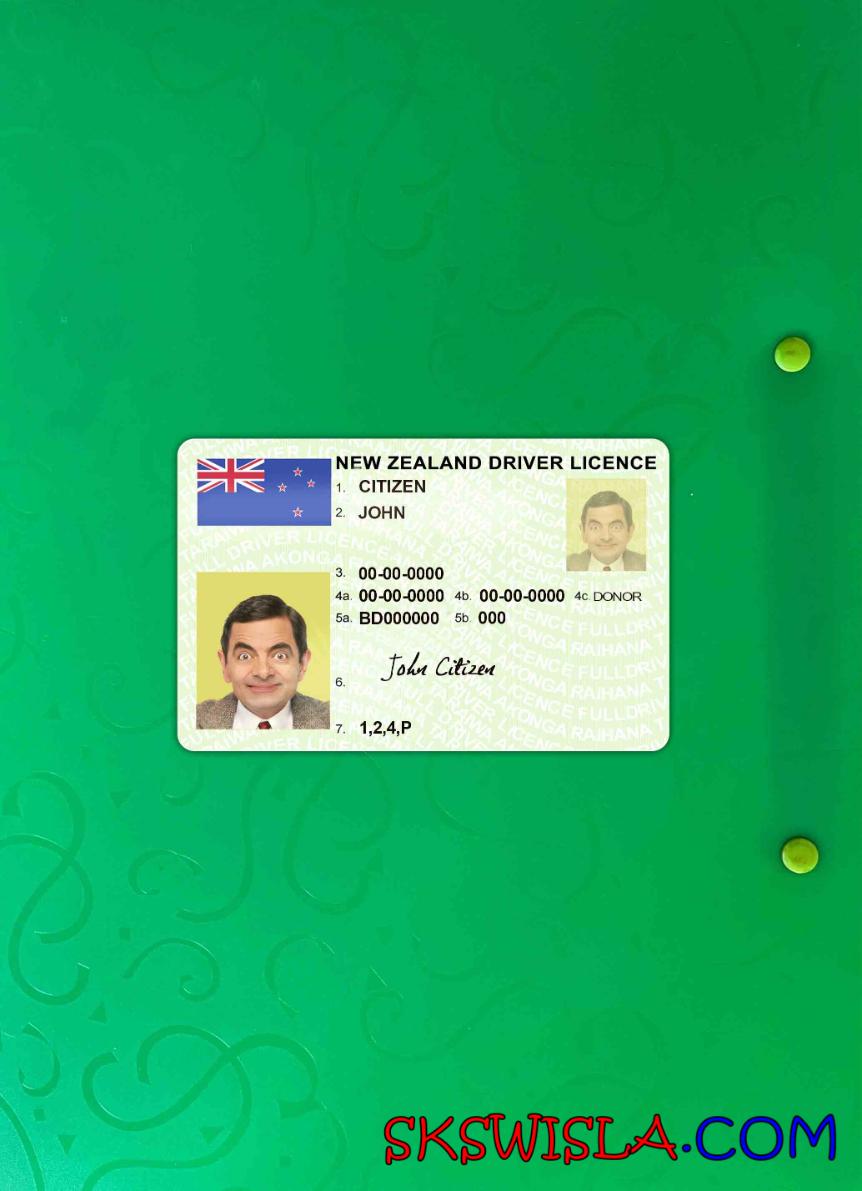 NEW ZEALAND DRIVER LICENCE
1. CITIZEN
2. JOHN
3. 00-00-0000
4a. 00-00-0000 4b. 00-00-0000 4c. DONOR
5a. BD000000 5b. 000
John Citizen
6.
7. 1,2,4,P
SKSWISLA.COM